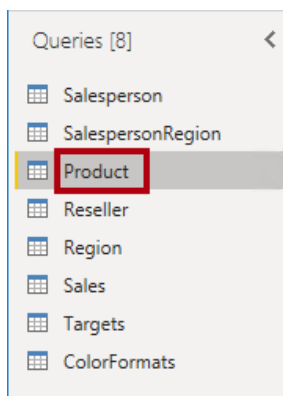 Queries [8]
Salesperson
SalespersonRegion
Product
Reseller
Region
Sales
Targets
ColorFormats